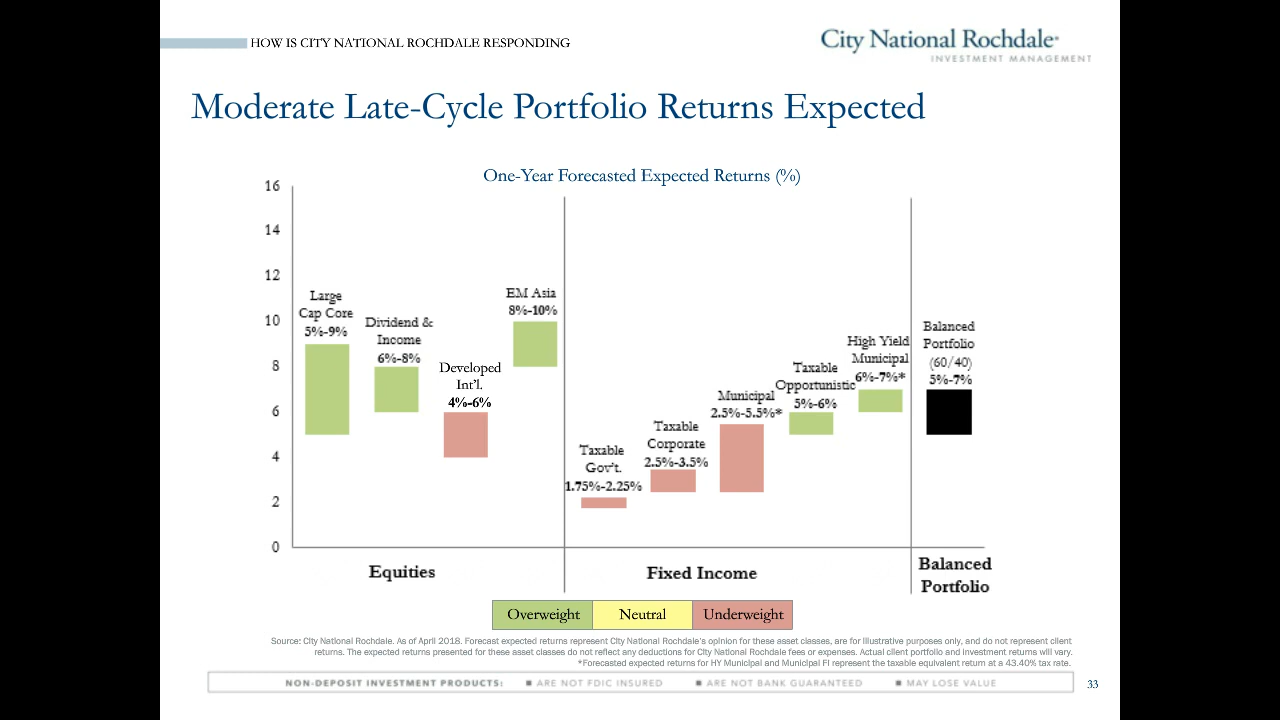 HOW IS CITY NATIONAL ROCHDALE RESPONDING
City National Rochdale®
INVESTMENT MANAGEMENT
Moderate Late-Cycle Portfolio Returns Expected
One-Year Forecasted Expected Returns (%)
16
14
12
10
8
6
4
2
0
Large
Cap Core
5%-9%
Dividend &
Income
6%-8%
Developed
Int'l.
4%-6%
EM Asia
8%-10%
Taxable
Gov't.
1.75%-2.25%
Taxable
Corporate
2.5%-3.5%
Municipal
2.5%-5.5%*
Taxable
Opportunistic
5%-6%
High Yield
Municipal
6%-7%*
Balanced
Portfolio
(60/40)
5%-7%
Equities
Fixed Income
Balanced
Portfolio
Overweight Neutral Underweight
Source: City National Rochdale. As of April 2018. Forecast expected returns represent City National Rochdale's opinion for these asset classes, are for illustrative purposes only, and do not represent client
returns. The expected returns presented for these asset classes do not reflect any deductions for City National Rochdale fees or expenses. Actual client portfolio and investment returns will vary.
*Forecasted expected returns for HY Municipal and Municipal FI represent the taxable equivalent return at a 43.40% tax rate.
NON-DEPOSIT INVESTMENT PRODUCTS: ■ ARE NOT FDIC INSURED ■ ARE NOT BANK GUARANTEED ■ MAY LOSE VALUE
33